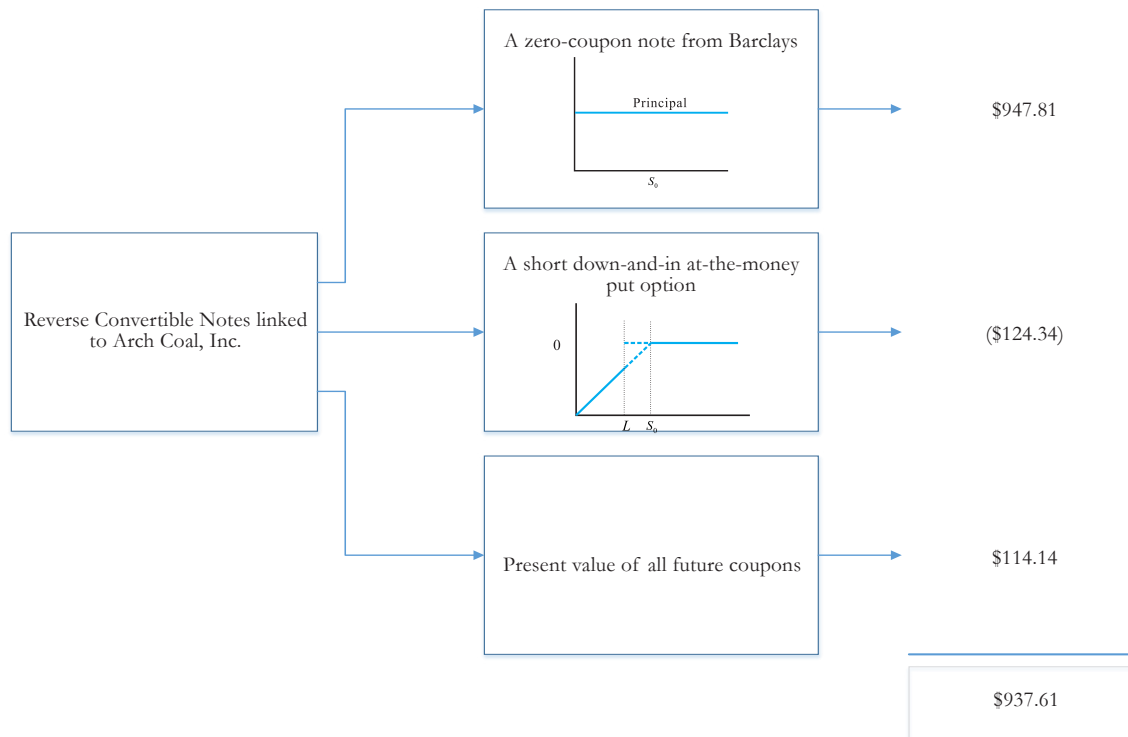 A zero-coupon note from Barclays
Principal
S₀
$947.81
Reverse Convertible Notes linked
to Arch Coal, Inc.
A short down-and-in at-the-money
put option
0
L S₀
($124.34)
Present value of all future coupons
$114.14
$937.61